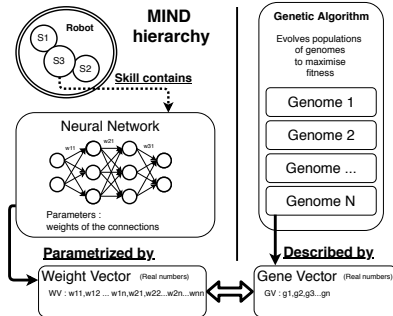 MIND
hierarchy
Robot
S1
S3
S2
Skill contains
Neural Network
w11
w21
w31
Parameters :
weights of the connections
Parametrized by
Weight Vector (Real numbers)
WV : w11,w12 ... w1n,w21,w22...w2n...wnn
Genetic Algorithm
Evolves populations
of genomes
to maximise
fitness
Genome 1
Genome 2
Genome ...
Genome N
Described by
Gene Vector (Real numbers)
GV : g1,g2,g3...gn